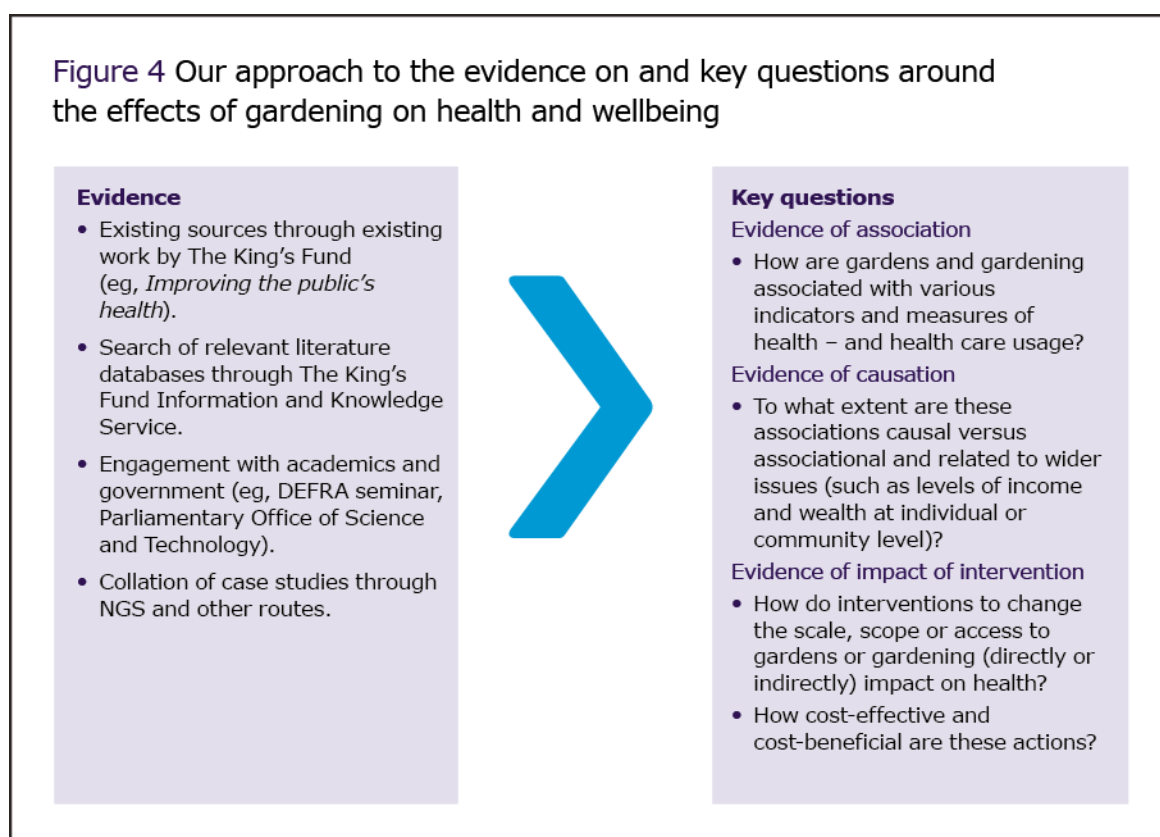 Figure 4 Our approach to the evidence on and key questions around
the effects of gardening on health and wellbeing
Evidence
• Existing sources through existing
work by The King's Fund
(eg, Improving the public's
health).
• Search of relevant literature
databases through The King's
Fund Information and Knowledge
Service.
• Engagement with academics and
government (eg, DEFRA seminar,
Parliamentary Office of Science
and Technology).
• Collation of case studies through
NGS and other routes.
Key questions
Evidence of association
• How are gardens and gardening
associated with various
indicators and measures of
health – and health care usage?
Evidence of causation
• To what extent are these
associations causal versus
associational and related to wider
issues (such as levels of income
and wealth at individual or
community level)?
Evidence of impact of intervention
• How do interventions to change
the scale, scope or access to
gardens or gardening (directly or
indirectly) impact on health?
• How cost-effective and
cost-beneficial are these actions?